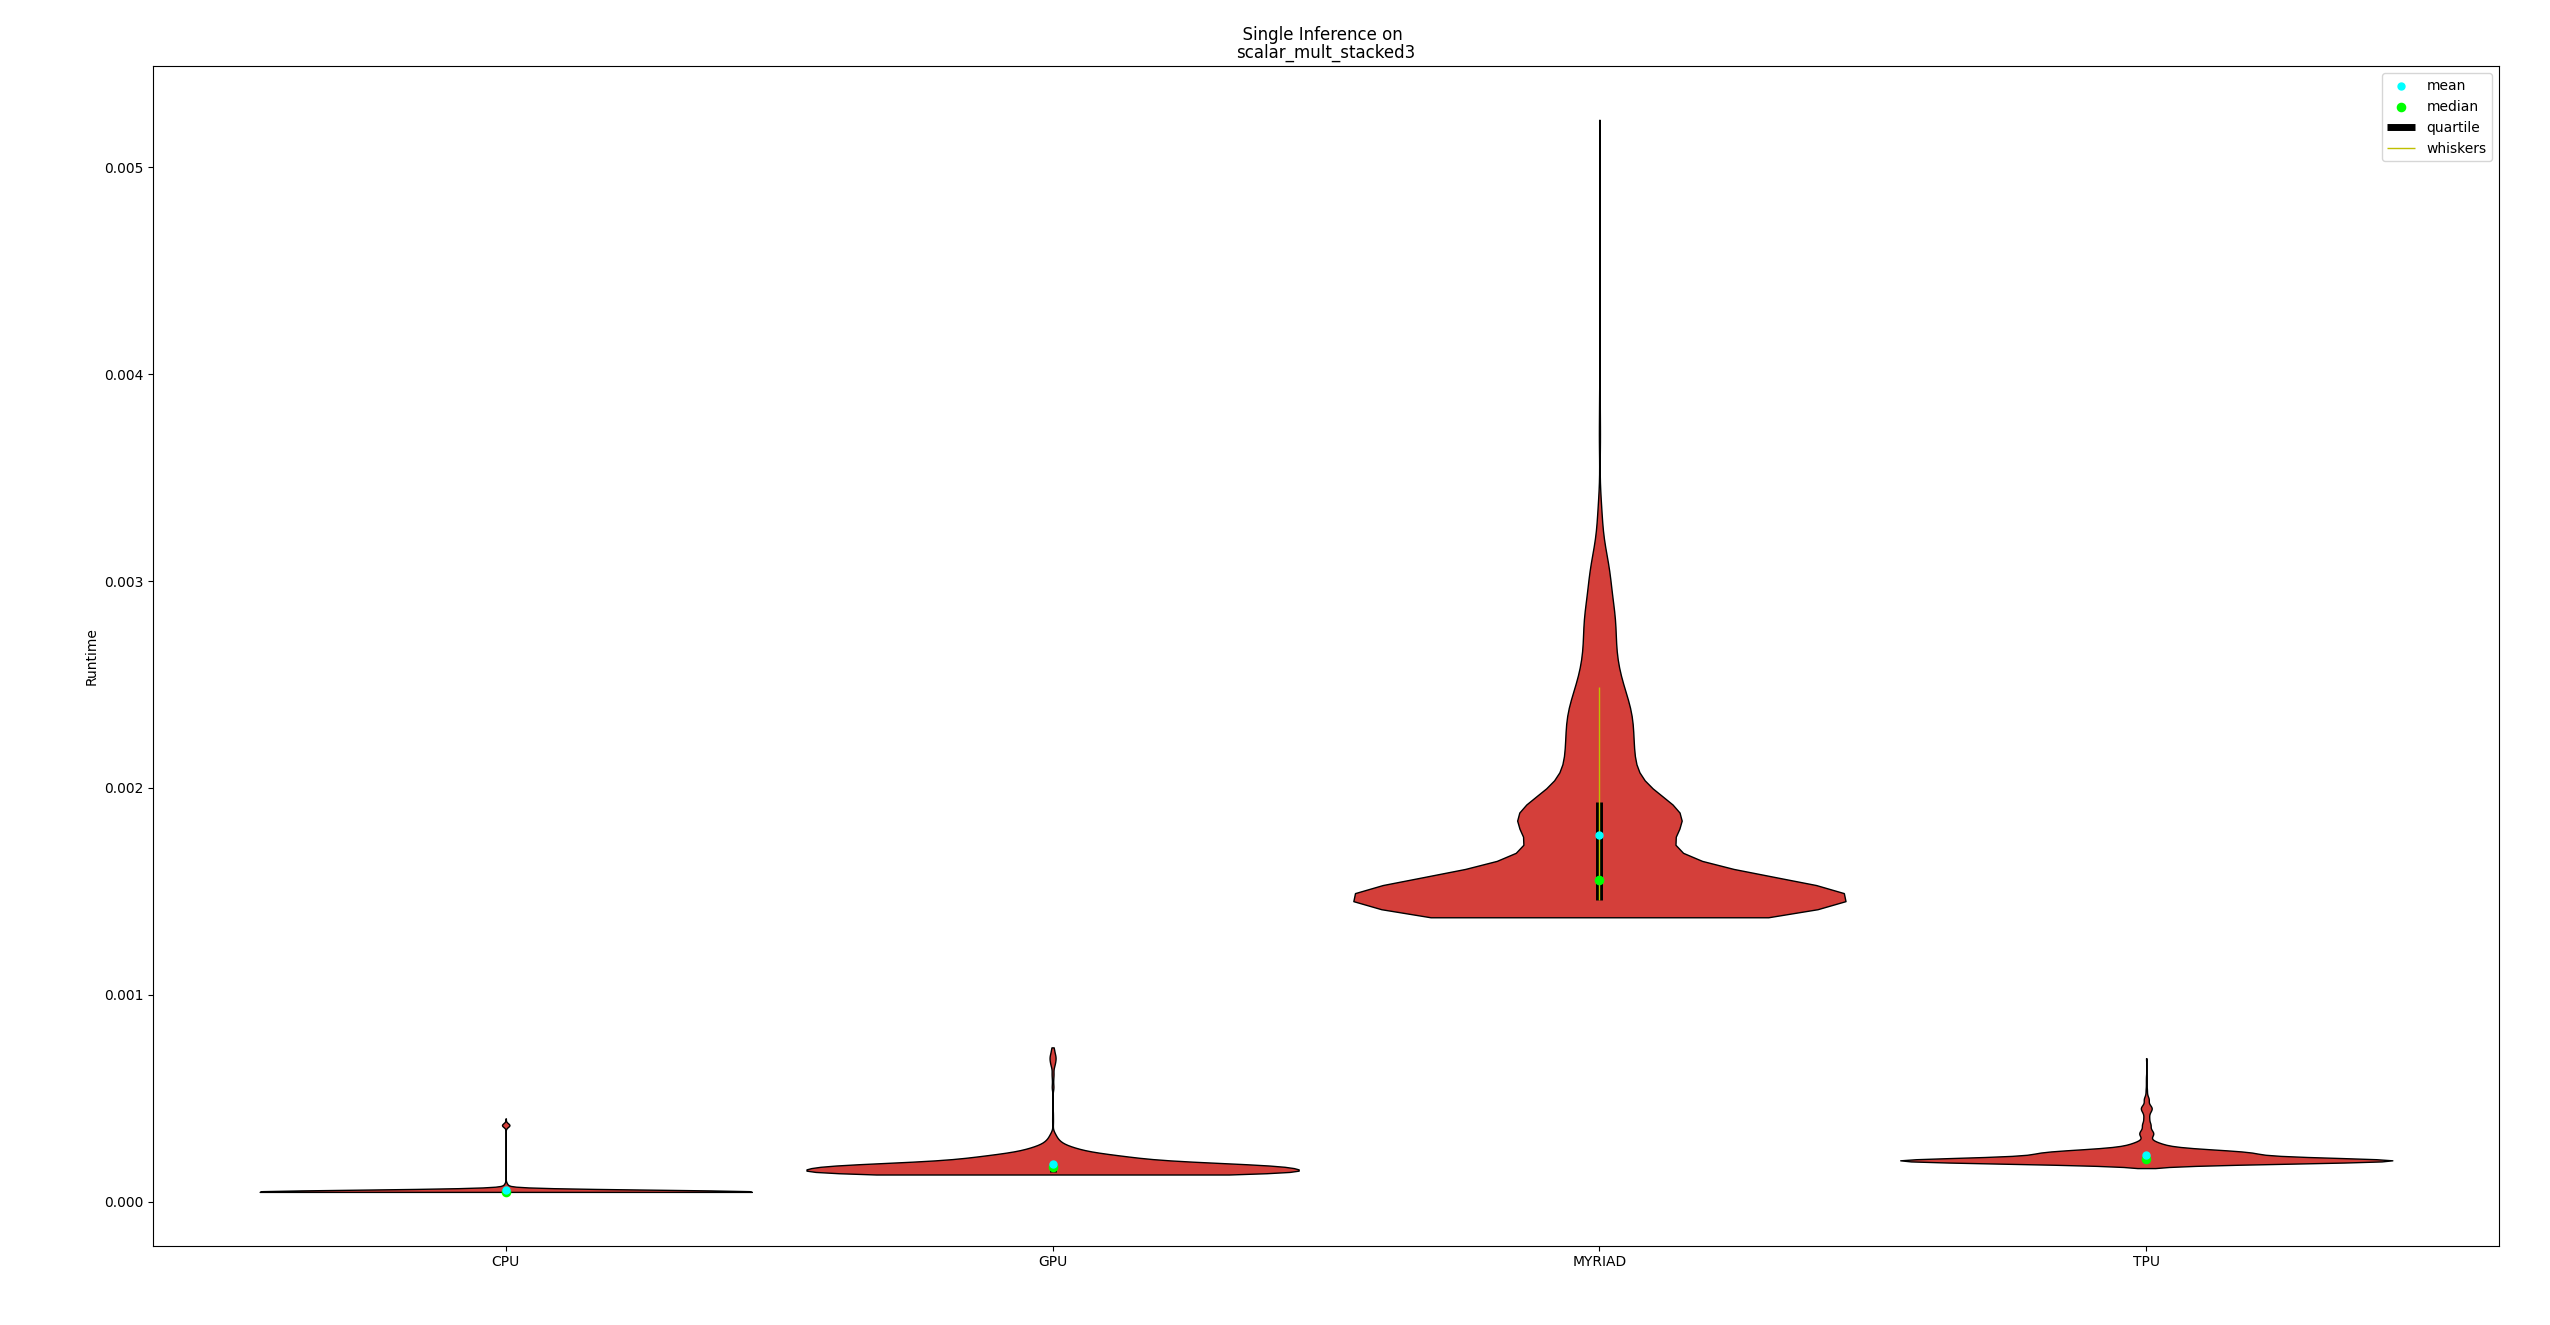 Single Inference on
scalar_mult_stacked3
mean
median
quartile
whiskers
0.005
0.004
0.003
0.002
0.001
0.000
Runtime
CPU
GPU
MYRIAD
TPU